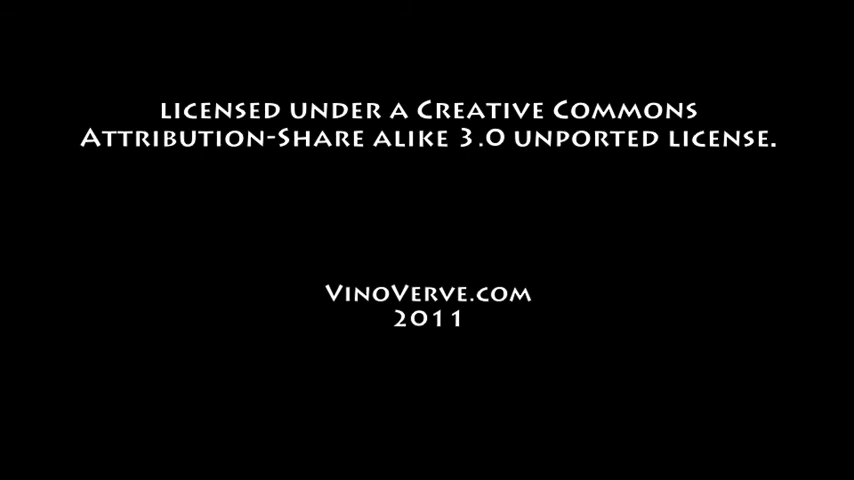 licensed under a Creative Commons
Attribution-Share alike 3.0 unported license.
VinoVerve.com
2011